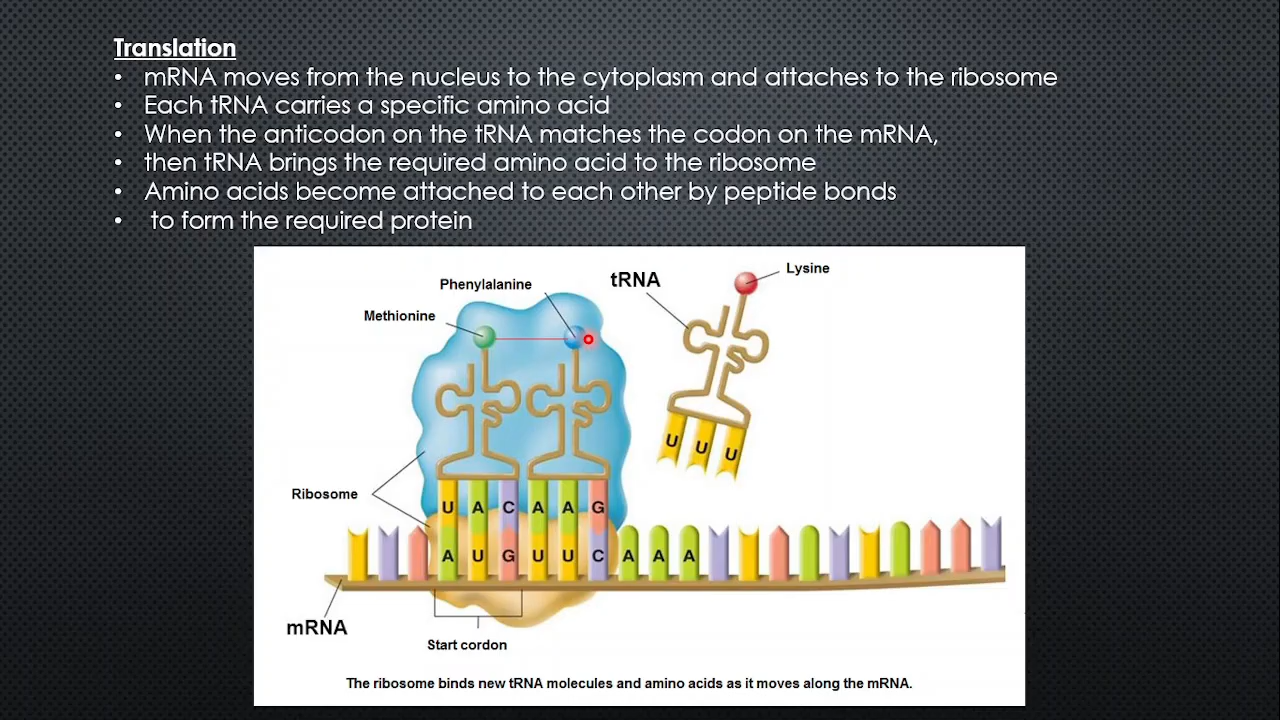 Translation
• mRNA moves from the nucleus to the cytoplasm and attaches to the ribosome
• Each tRNA carries a specific amino acid
• When the anticodon on the tRNA matches the codon on the mRNA,
• then tRNA brings the required amino acid to the ribosome
• Amino acids become attached to each other by peptide bonds
• to form the required protein
Lysine
Phenylalanine
tRNA
Methionine
U U U
Ribosome
U A C A A G
A U G U U C A A A
mRNA
Start cordon
The ribosome binds new tRNA molecules and amino acids as it moves along the mRNA.